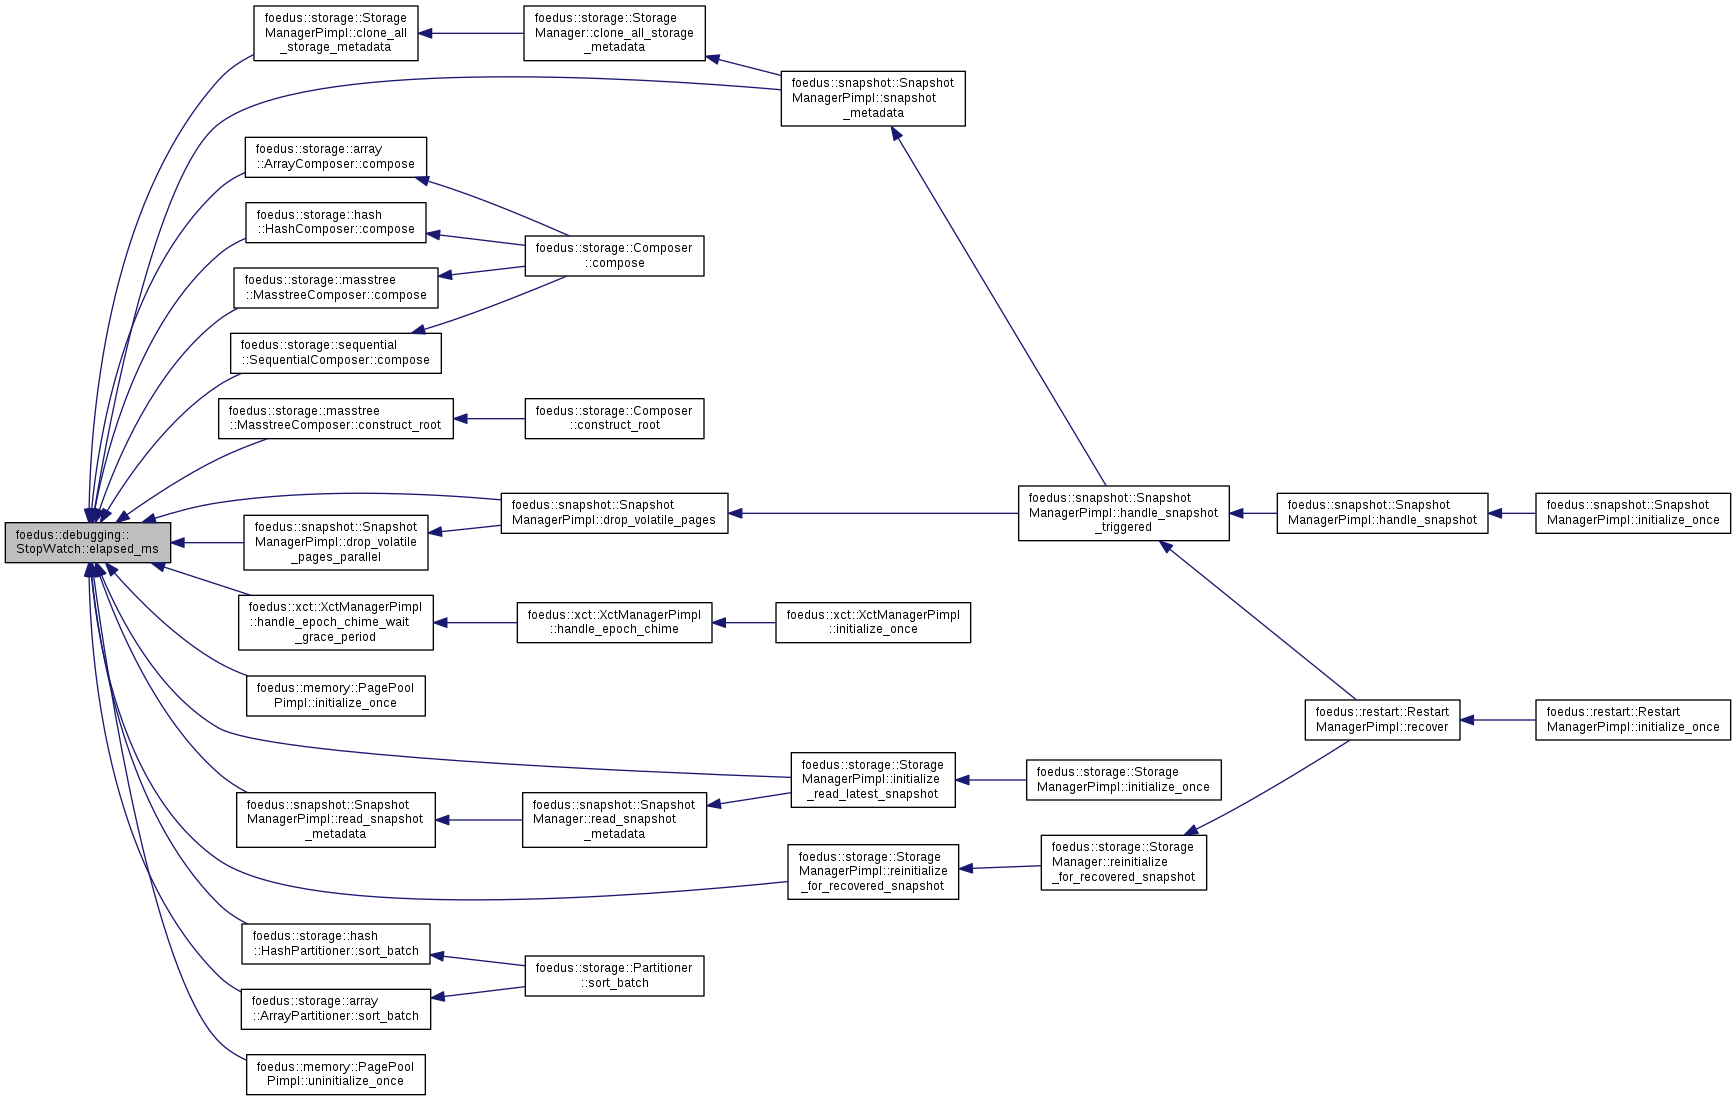 foedus::storage::Storage
ManagerPimpl::clone_all
_storage_metadata
foedus::storage::Storage
Manager::clone_all_storage
_metadata
foedus::snapshot::Snapshot
ManagerPimpl::snapshot
_metadata
foedus::storage::array
::ArrayComposer::compose
foedus::storage::hash
::HashComposer::compose
foedus::storage::Composer
::compose
foedus::storage::masstree
::MasstreeComposer::compose
foedus::storage::sequential
::SequentialComposer::compose
foedus::storage::masstree
::MasstreeComposer::construct_root
foedus::storage::Composer
::construct_root
foedus::snapshot::Snapshot
ManagerPimpl::drop_volatile_pages
foedus::snapshot::Snapshot
ManagerPimpl::handle_snapshot
_triggered
foedus::snapshot::Snapshot
ManagerPimpl::handle_snapshot
foedus::snapshot::Snapshot
ManagerPimpl::initialize_once
foedus::debugging::
StopWatch::elapsed_ms
foedus::snapshot::Snapshot
ManagerPimpl::drop_volatile
_pages_parallel
foedus::xct::XctManagerPimpl
::handle_epoch_chime_wait
_grace_period
foedus::xct::XctManagerPimpl
::handle_epoch_chime
foedus::xct::XctManagerPimpl
::initialize_once
foedus::memory::PagePool
Pimpl::initialize_once
foedus::restart::Restart
ManagerPimpl::recover
foedus::restart::Restart
ManagerPimpl::initialize_once
foedus::storage::Storage
ManagerPimpl::initialize
_read_latest_snapshot
foedus::storage::Storage
ManagerPimpl::initialize_once
foedus::snapshot::Snapshot
ManagerPimpl::read_snapshot
_metadata
foedus::snapshot::Snapshot
Manager::read_snapshot
_metadata
foedus::storage::Storage
ManagerPimpl::reinitialize
_for_recovered_snapshot
foedus::storage::Storage
Manager::reinitialize
_for_recovered_snapshot
foedus::storage::hash
::HashPartitioner::sort_batch
foedus::storage::Partitioner
::sort_batch
foedus::storage::array
::ArrayPartitioner::sort_batch
foedus::memory::PagePool
Pimpl::uninitialize_once